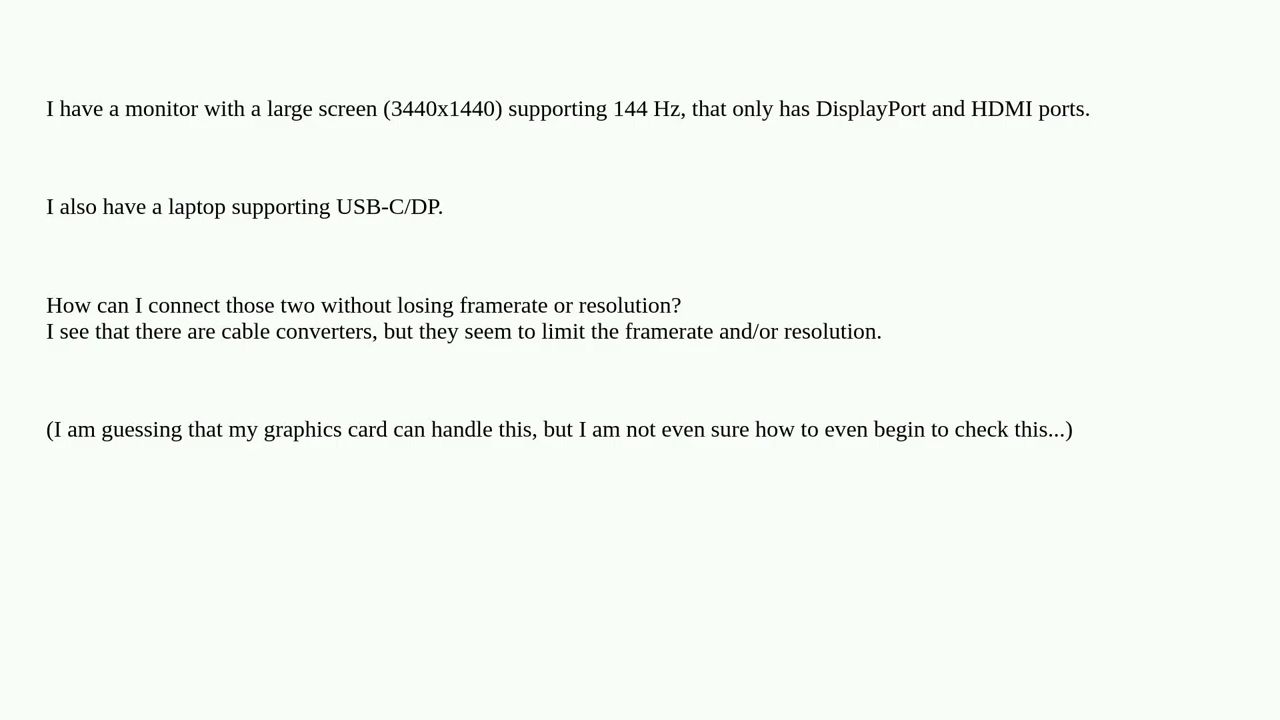 I have a monitor with a large screen (3440x1440) supporting 144 Hz, that only has DisplayPort and HDMI ports.
I also have a laptop supporting USB-C/DP.
How can I connect those two without losing framerate or resolution?
I see that there are cable converters, but they seem to limit the framerate and/or resolution.
(I am guessing that my graphics card can handle this, but I am not even sure how to even begin to check this...)